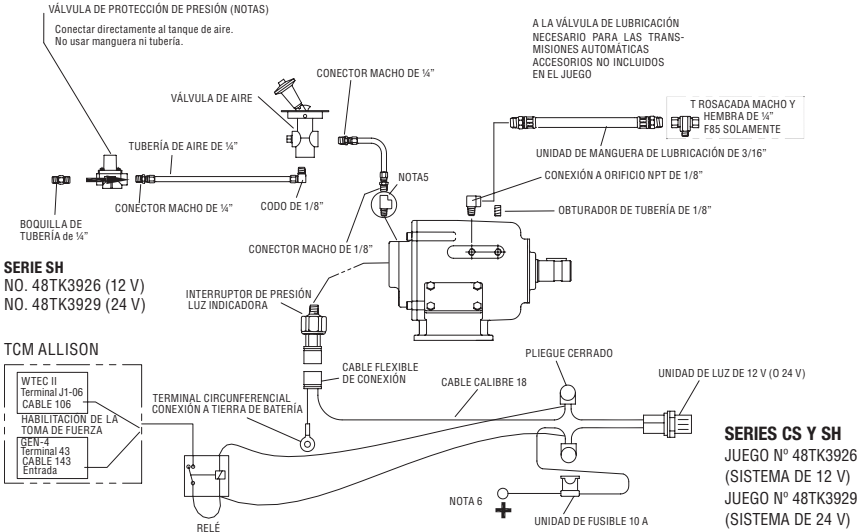 VÁLVULA DE PROTECCIÓN DE PRESIÓN (NOTAS)
Conectar directamente al tanque de aire.
No usar manguera ni tubería.
A LA VÁLVULA DE LUBRICACIÓN
NECESARIO PARA LAS TRANS-
MISIONES AUTOMÁTICAS
ACCESORIOS NO INCLUIDOS
EN EL JUEGO
CONECTOR MACHO DE ¼”
VÁLVULA DE AIRE
T ROSCADA MACHO Y
HEMBRA DE ¼”
F85 SOLAMENTE
TUBERÍA DE AIRE DE ¼”
UNIDAD DE MANGUERA DE LUBRICACIÓN DE 3/16”
NOTA5
CONEXIÓN A ORIFICIO NPT DE 1/8”
CONECTOR MACHO DE ¼”
CODO DE 1/8”
OBTURADOR DE TUBERÍA DE 1/8”
BOQUILLA DE
TUBERÍA de ¼”
CONECTOR MACHO DE 1/8”
SERIE SH
NO. 48TK3926 (12 V)
NO. 48TK3929 (24 V)
INTERRUPTOR DE PRESIÓN
LUZ INDICADORA
TCM ALLISON
PLIEGUE CERRADO
CABLE FLEXIBLE
DE CONEXIÓN
CABLE CALIBRE 18
UNIDAD DE LUZ DE 12 V (O 24 V)
WTEC II
Terminal J1-06
CABLE 106
TERMINAL CIRCUNFERENCIAL
CONEXIÓN A TIERRA DE BATERÍA
HABILITACION DE LA
TOMA DE FUERZA
GEN-4
Terminal 43
CABLE 143
Entrada
SERIES CS Y SH
JUEGO Nº 48TK3926
(SISTEMA DE 12 V)
JUEGO Nº 48TK3929
(SISTEMA DE 24 V)
NOTA 6
+
UNIDAD DE FUSIBLE 10 A
RELÉ